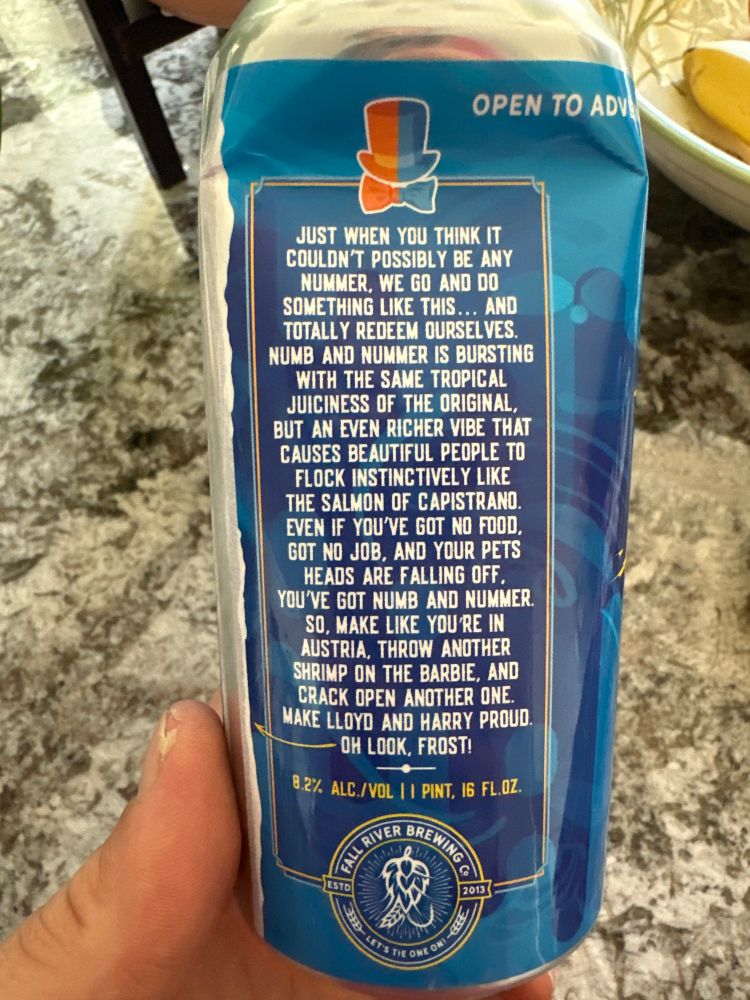 OPEN TO
JUST WHEN YOU THINK IT
COULDN'T POSSIBLY BE ANY
NUMMER, WE GO AND DO
SOMETHING LIKE THIS... AND
TOTALLY REDEEM OURSELVES.
NUMB AND NUMMER IS BURSTING
WITH THE SAME TROPICAL
JUICINESS OF THE ORIGINAL,
BUT AN EVEN RICHER VIBE THAT
CAUSES BEAUTIFUL PEOPLE TO
FLOCK INSTINCTIVELY LIKE
THE SALMON OF CAPISTRANO.
EVEN IF YOU'VE GOT NO FOOD,
GOT NO JOB, AND YOUR PETS
HEADS ARE FALLING OFF,
YOU'VE GOT NUMB AND NUMMER.
SO, MAKE LIKE YOU'RE IN
AUSTRIA, THROW ANOTHER
SHRIMP ON THE BARBIE, AND
CRACK OPEN ANOTHER ONE.
MAKE LLOYD AND HARRY PROUD.
OH LOOK, FROST!
8.2% ALC./VOL | 1 PINT, 16 FL.OZ.
FALL RIVER BREWING Co
ESTD 2013
LET'S TIE ONE ON!